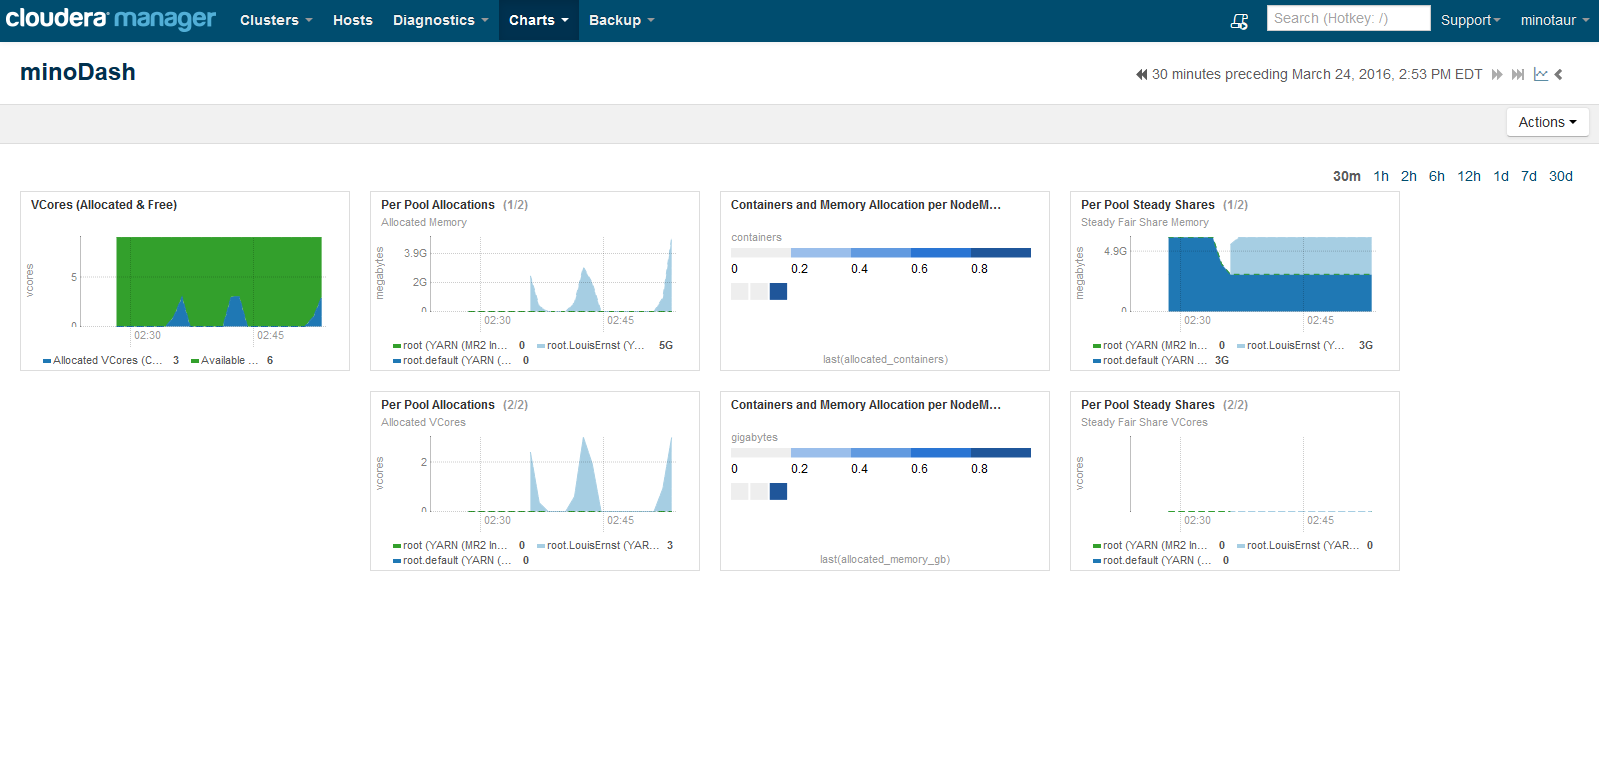 cloudera manager Clusters Hosts Diagnostics Charts Backup Search (Hotkey: /) Support minotaur
minoDash
30 minutes preceding March 24, 2016, 2:53 PM EDT
Actions
30m 1h 2h 6h 12h 1d 7d 30d
VCores (Allocated & Free)
vcores
5
0
02:30 02:45
Allocated VCores (C... 3 Available ... 6
Per Pool Allocations (1/2)
Allocated Memory
megabytes
3.9G
2G
0
02:30 02:45
root (YARN (MR2 In... 0 root.LouisErnst (Y... 5G
root.default (YARN (... 0
Containers and Memory Allocation per NodeM...
containers
0 0.2 0.4 0.6 0.8
last(allocated_containers)
Per Pool Steady Shares (1/2)
Steady Fair Share Memory
megabytes
4.9G
0
02:30 02:45
root (YARN (MR2 In... 0 root.LouisErnst (Y... 3G
root.default (YARN ... 3G
Per Pool Allocations (2/2)
Allocated VCores
vcores
2
0
02:30 02:45
root (YARN (MR2 In... 0 root.LouisErnst (YAR... 3
root.default (YARN (... 0
Containers and Memory Allocation per NodeM...
gigabytes
0 0.2 0.4 0.6 0.8
last(allocated_memory_gb)
Per Pool Steady Shares (2/2)
Steady Fair Share VCores
vcores
0
02:30 02:45
root (YARN (MR2 In... 0 root.LouisErnst (YAR... 0
root.default (YARN (... 0